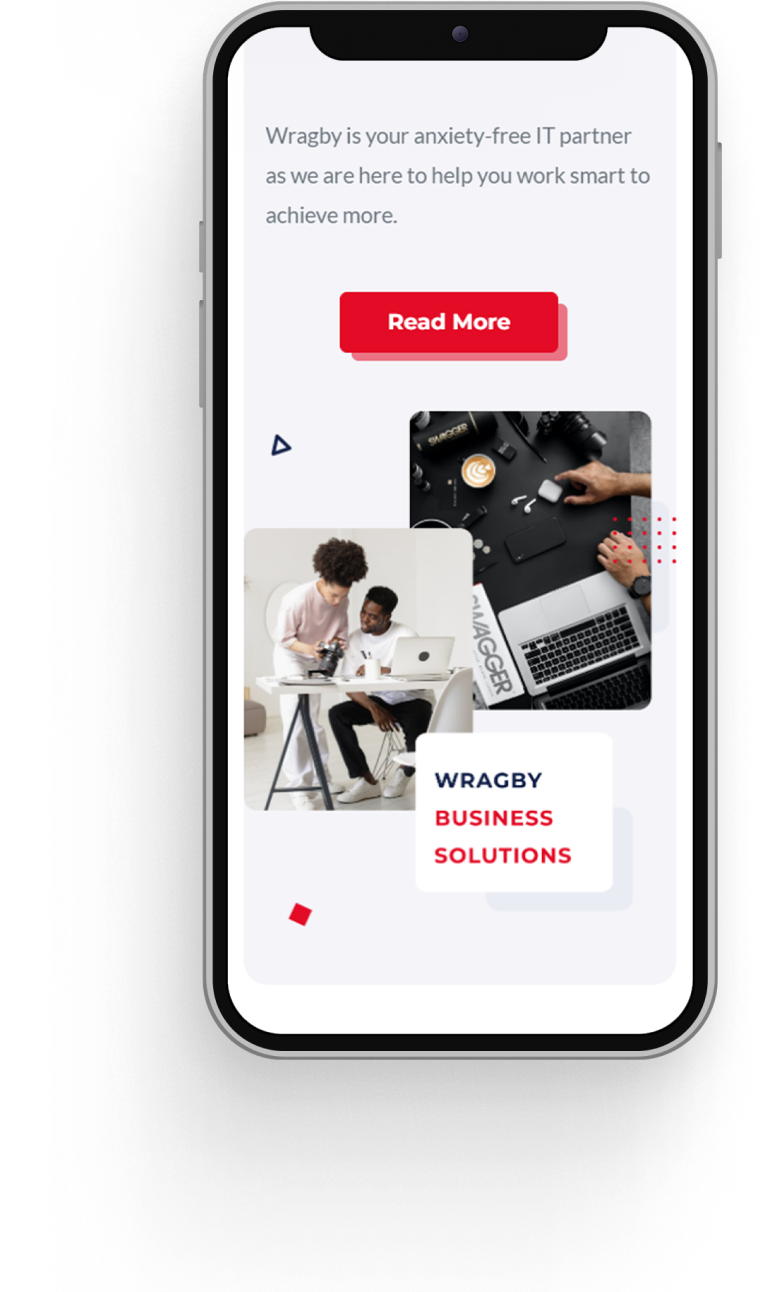 Wragby is your anxiety-free IT partner
as we are here to help you work smart to
achieve more.
Read More
SWAGGER
SWAGGER
WRAGBY
BUSINESS
SOLUTIONS